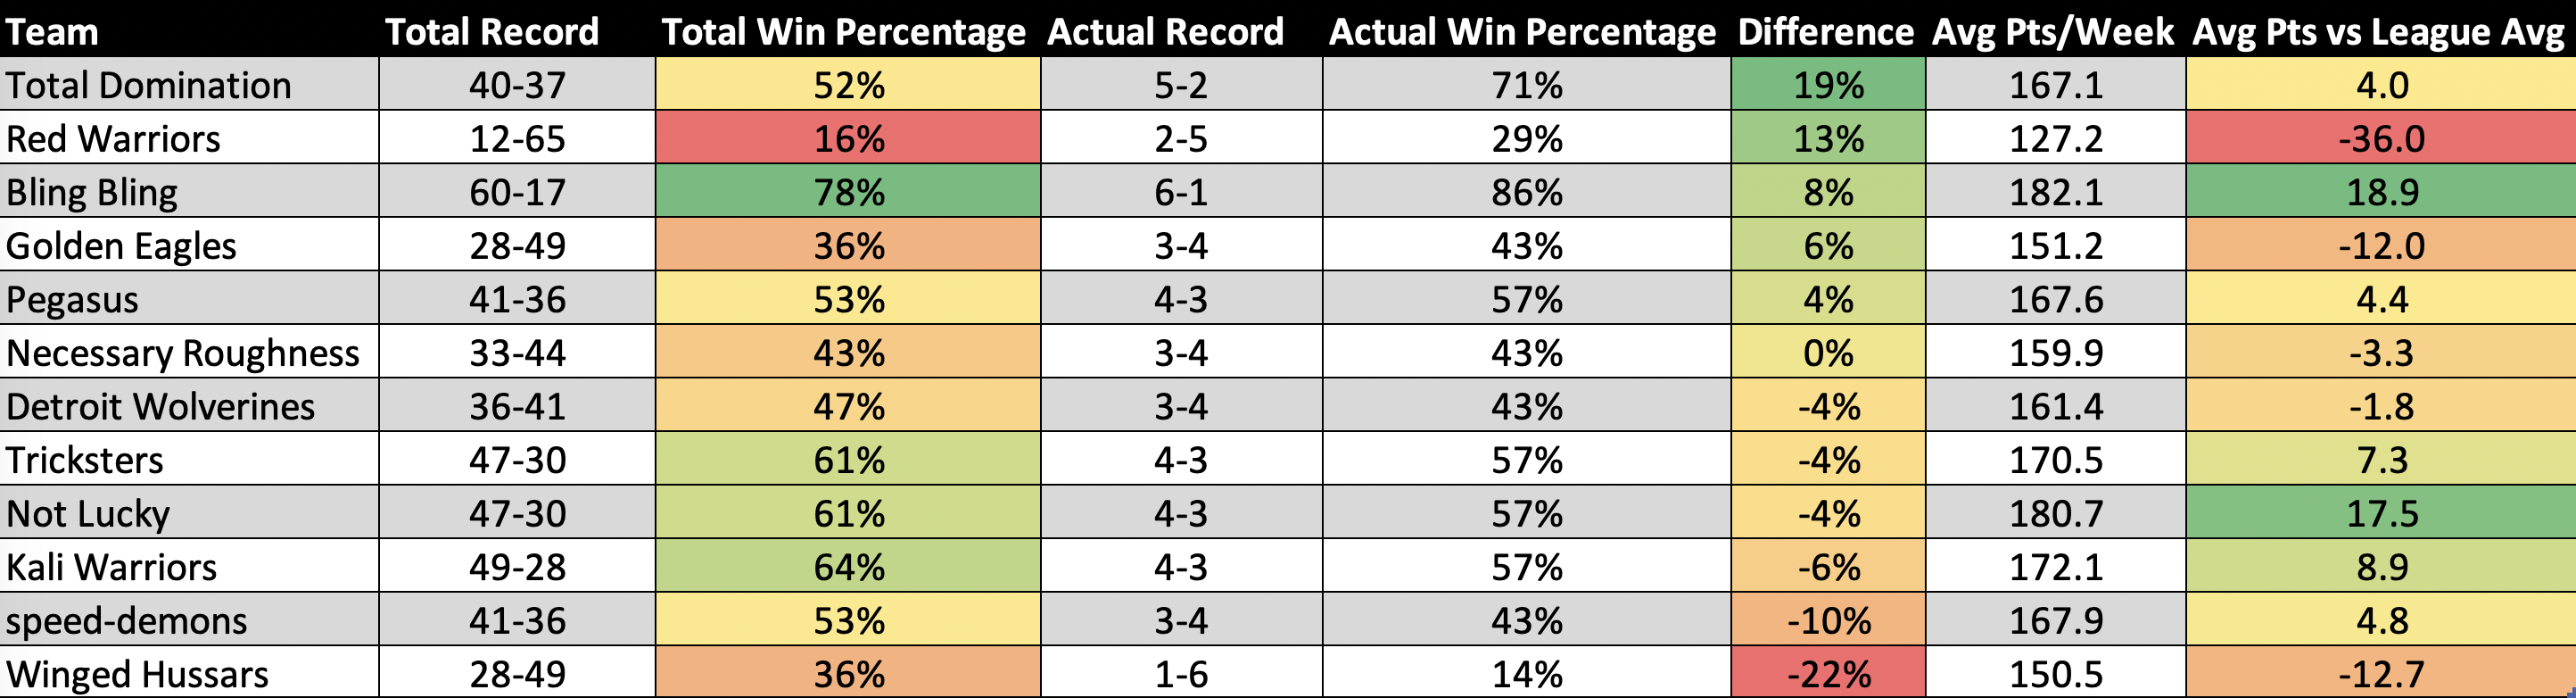 Team Total Record Total Win Percentage Actual Record Actual Win Percentage Difference Avg Pts/Week Avg Pts vs League Avg
Total Domination 40-37 52% 5-2 71% 19% 167.1 4.0
Red Warriors 12-65 16% 2-5 29% 13% 127.2 -36.0
Bling Bling 60-17 78% 6-1 86% 8% 182.1 18.9
Golden Eagles 28-49 36% 3-4 43% 6% 151.2 -12.0
Pegasus 41-36 53% 4-3 57% 4% 167.6 4.4
Necessary Roughness 33-44 43% 3-4 43% 0% 159.9 -3.3
Detroit Wolverines 36-41 47% 3-4 43% -4% 161.4 -1.8
Tricksters 47-30 61% 4-3 57% -4% 170.5 7.3
Not Lucky 47-30 61% 4-3 57% -4% 180.7 17.5
Kali Warriors 49-28 64% 4-3 57% -6% 172.1 8.9
speed-demons 41-36 53% 3-4 43% -10% 167.9 4.8
Winged Hussars 28-49 36% 1-6 14% -22% 150.5 -12.7